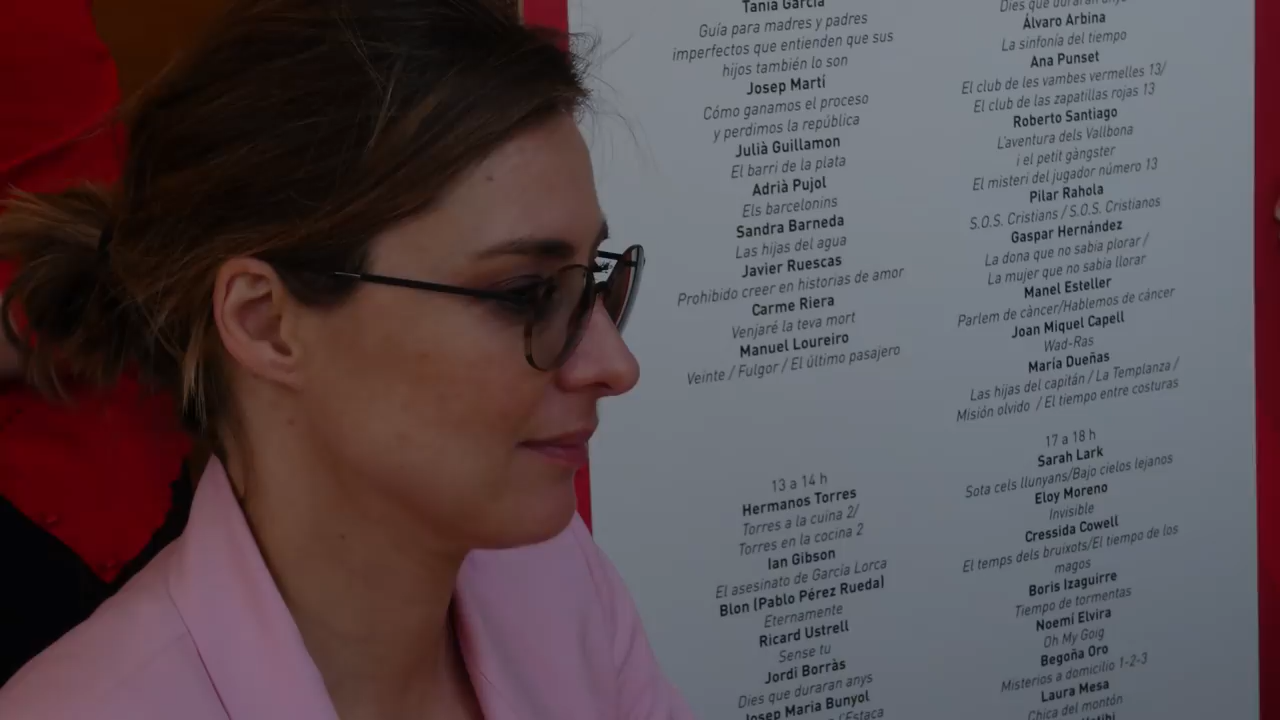 Tania García
Guía para madres y padres
imperfectos que entienden que sus
hijos también lo son
Josep Martí
Cómo ganamos el proceso
y perdimos la república
Julià Guillamon
El barri de la plata
Adrià Pujol
Els barcelonins
Sandra Barneda
Las hijas del agua
Javier Ruescas
Prohibido creer en historias de amor
Carme Riera
Venjaré la teva mort
Manuel Loureiro
Veinte / Fulgor / El último pasajero
13 a 14 h
Hermanos Torres
Torres a la cuina 2/
Torres en la cocina 2
Ian Gibson
El asesinato de García Lorca
Blon (Pablo Pérez Rueda)
Eternamente
Ricard Ustrell
Sense tu
Jordi Borràs
Dies que duraran anys
Josep Maria Bunyol
l'Estaca
Dies que duraran anys
Álvaro Arbina
La sinfonía del tiempo
Ana Punset
El club de les vambes vermelles 13/
El club de las zapatillas rojas 13
Roberto Santiago
L'aventura dels Vallbona
i el petit gàngster
El misteri del jugador número 13
Pilar Rahola
S.O.S. Cristians / S.O.S. Cristianos
Gaspar Hernández
La dona que no sabia plorar /
La mujer que no sabía llorar
Manel Esteller
Parlem de càncer/Hablemos de cáncer
Joan Miquel Capell
Wad-Ras
María Dueñas
Las hijas del capitán / La Templanza /
Misión olvido / El tiempo entre costuras
17 a 18 h
Sarah Lark
Sota cels llunyans/Bajo cielos lejanos
Eloy Moreno
Invisible
Cressida Cowell
El temps dels bruixots/El tiempo de los
magos
Boris Izaguirre
Tiempo de tormentas
Noemí Elvira
Oh My Goig
Begoña Oro
Misterios a domicilio 1-2-3
Laura Mesa
Chica del montón